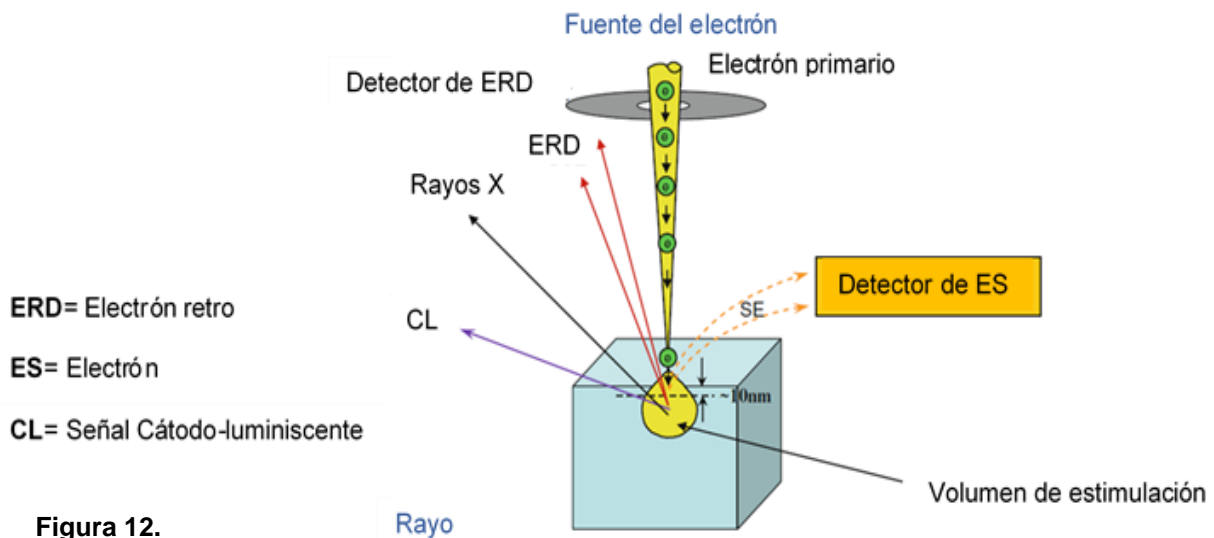 Fuente del electrón
Electrón primario
Detector de ERD
ERD
Rayos X
Detector de ES
SE
ERD= Electrón retro
CL
ES= Electrón
~10nm
CL= Señal Cátodo-luminiscente
Volumen de estimulación
Figura 12.
Rayo